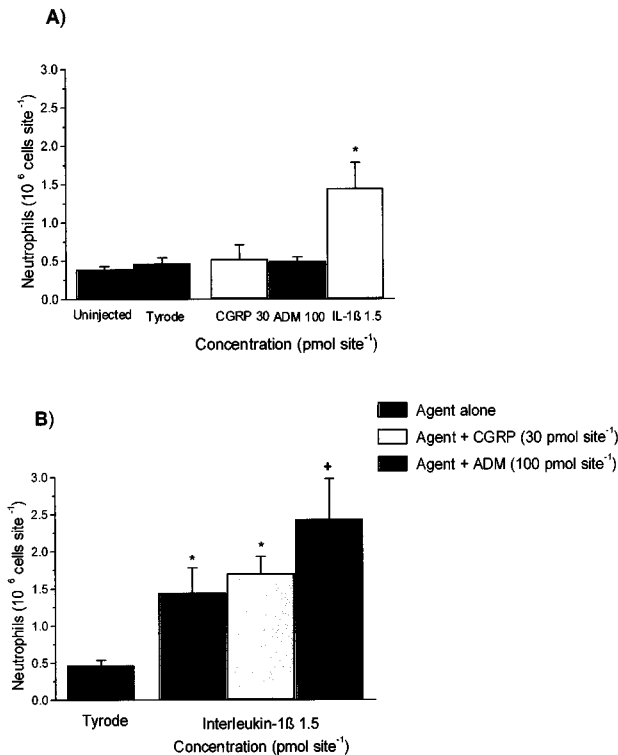 A)
3.0
2.5
2.0
1.5
1.0
0.5
0.0
Neutrophils (10 ⁶ cells site⁻¹)
*
Uninjected Tyrode CGRP 30 ADM 100 IL-1ß 1.5
Concentration (pmol site⁻¹)
B)
Agent alone
Agent + CGRP (30 pmol site⁻¹)
Agent + ADM (100 pmol site⁻¹)
3.0
2.5
2.0
1.5
1.0
0.5
0.0
Neutrophils (10 ⁶ cells site⁻¹)
* * +
Tyrode Interleukin-1ß 1.5
Concentration (pmol site⁻¹)